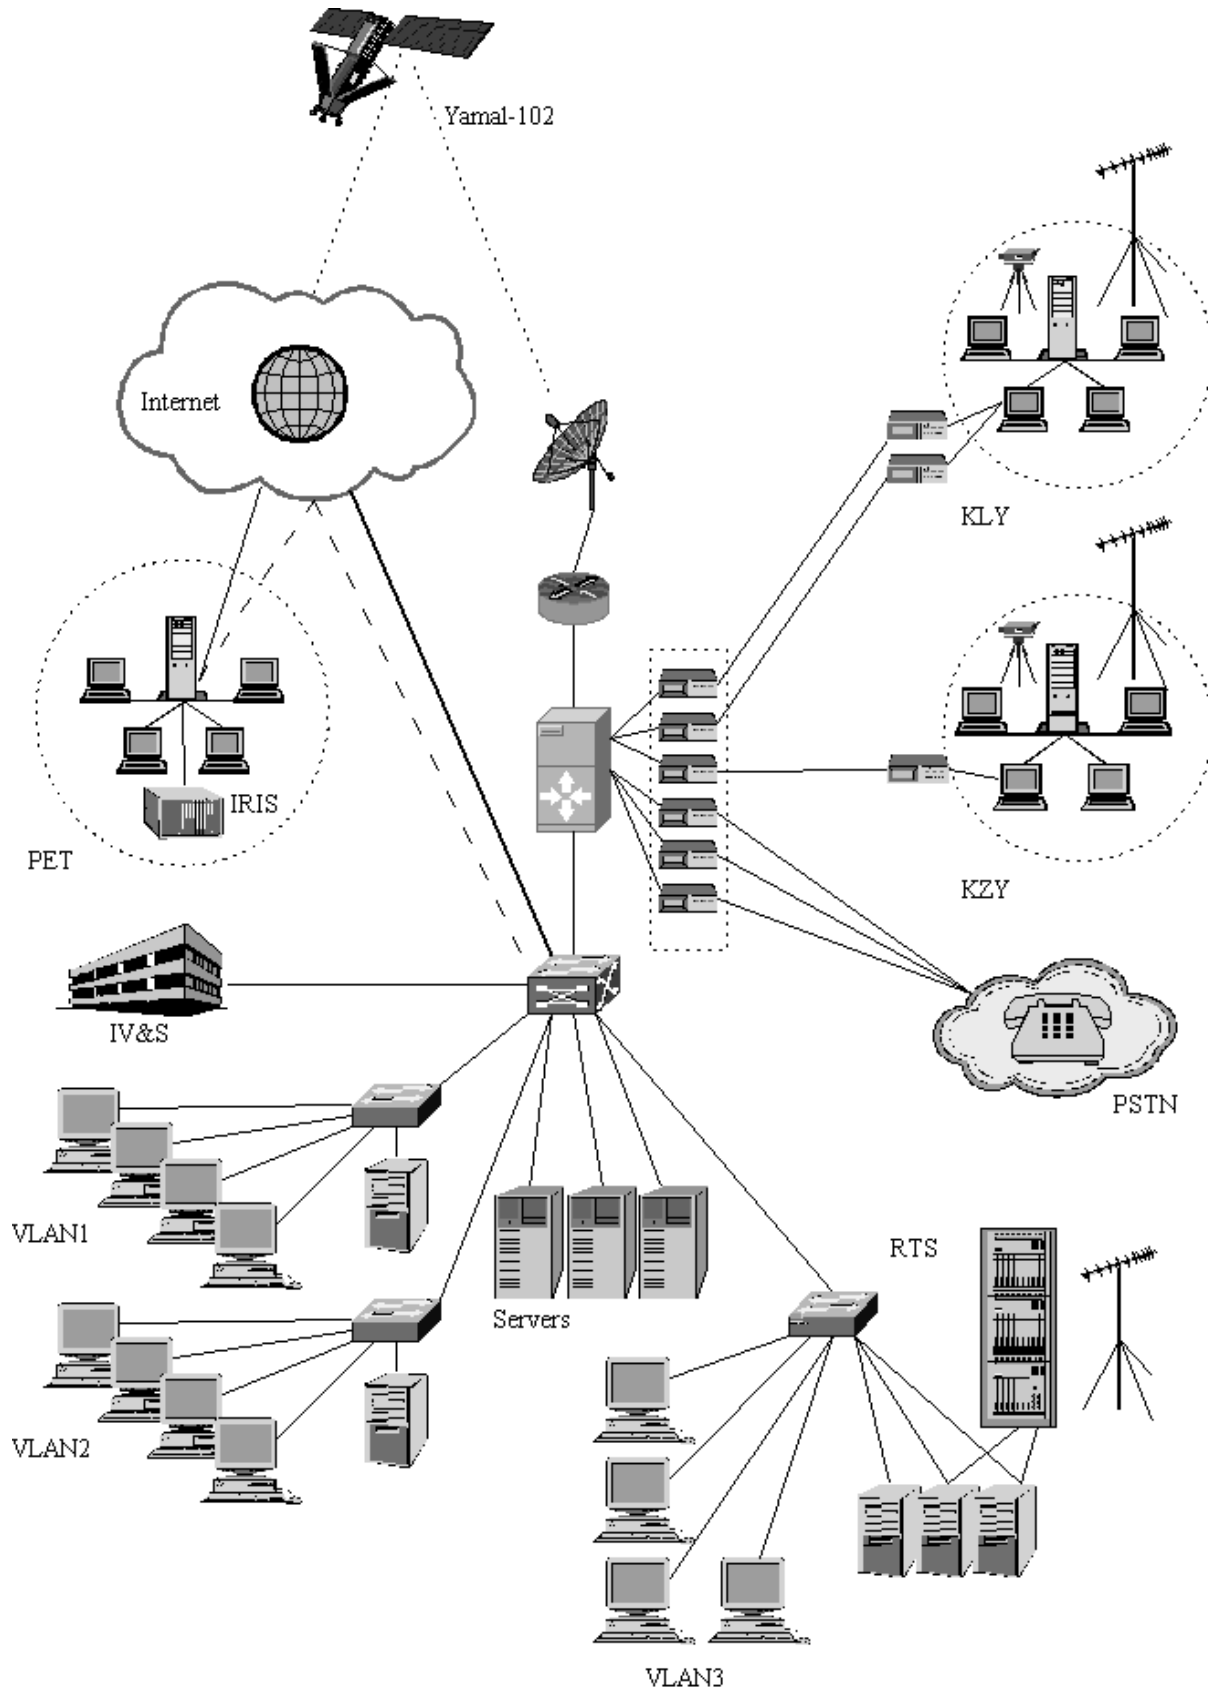 Yamal-102
Internet
KLY
IRIS
PET
KZY
IV&S
PSTN
VLAN1
RTS
Servers
VLAN2
VLAN3